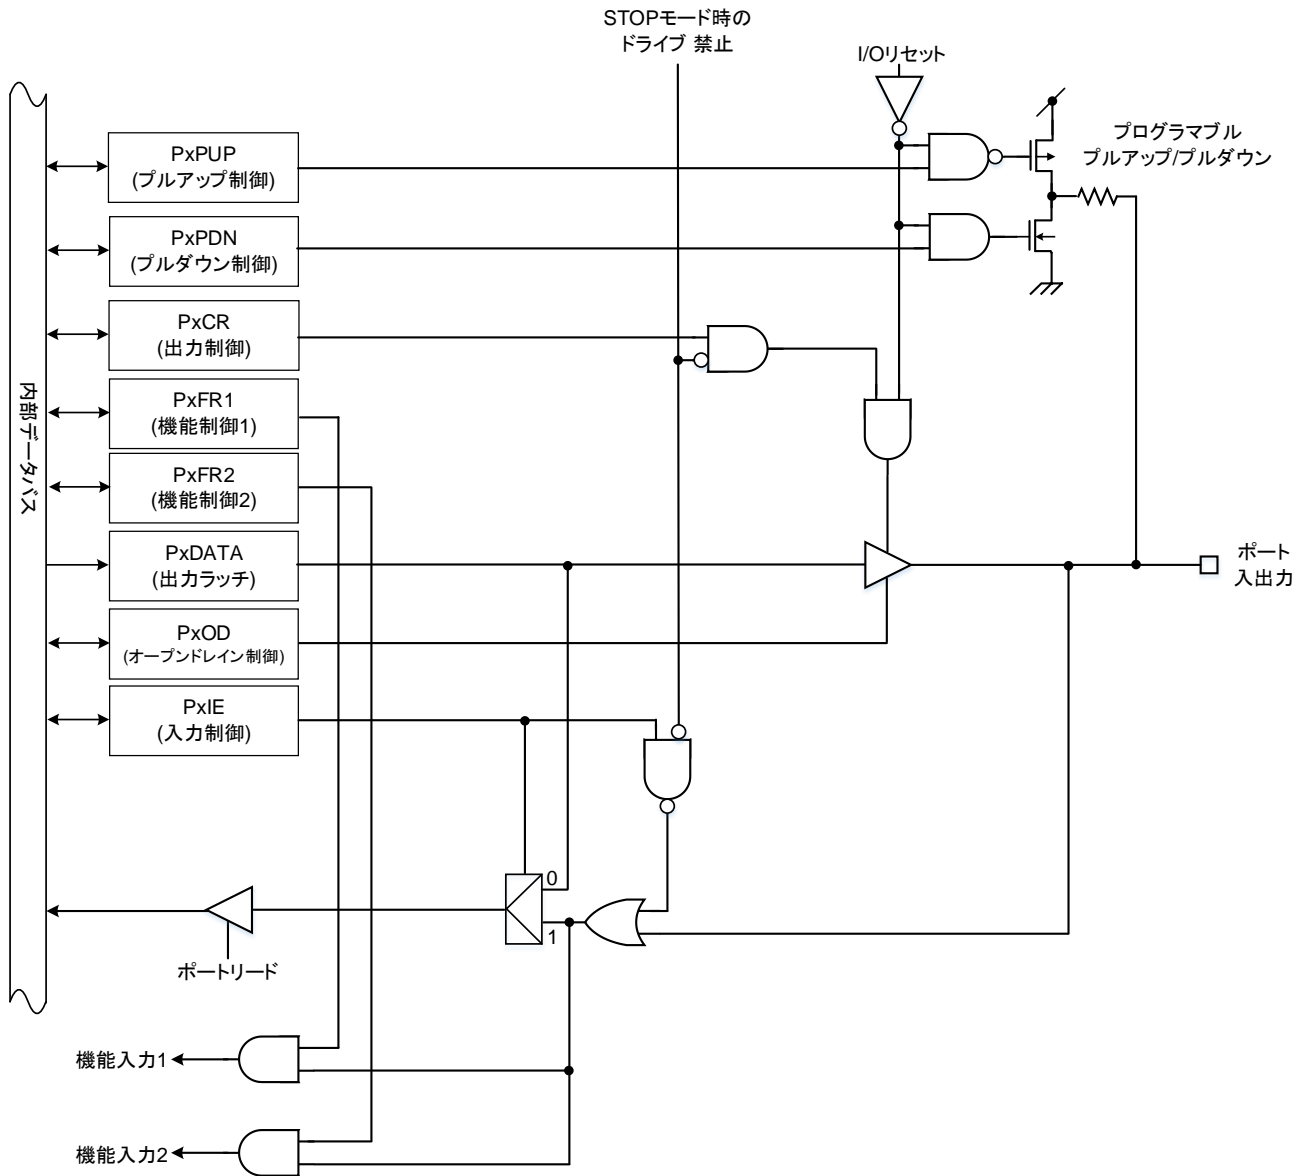 STOPモード時の
ドライブ 禁止
I/Oリセット
プログラマブル
プルアップ/プルダウン
PxPUP
(プルアップ制御)
PxPDN
(プルダウン制御)
PxCR
(出力制御)
PxFR1
(機能制御1)
PxFR2
(機能制御2)
内部データバス
PxDATA
(出力ラッチ)
ポート
入出力
PxOD
(オープンドレイン制御)
PxIE
(入力制御)
0
1
ポートリード
機能入力1
機能入力2